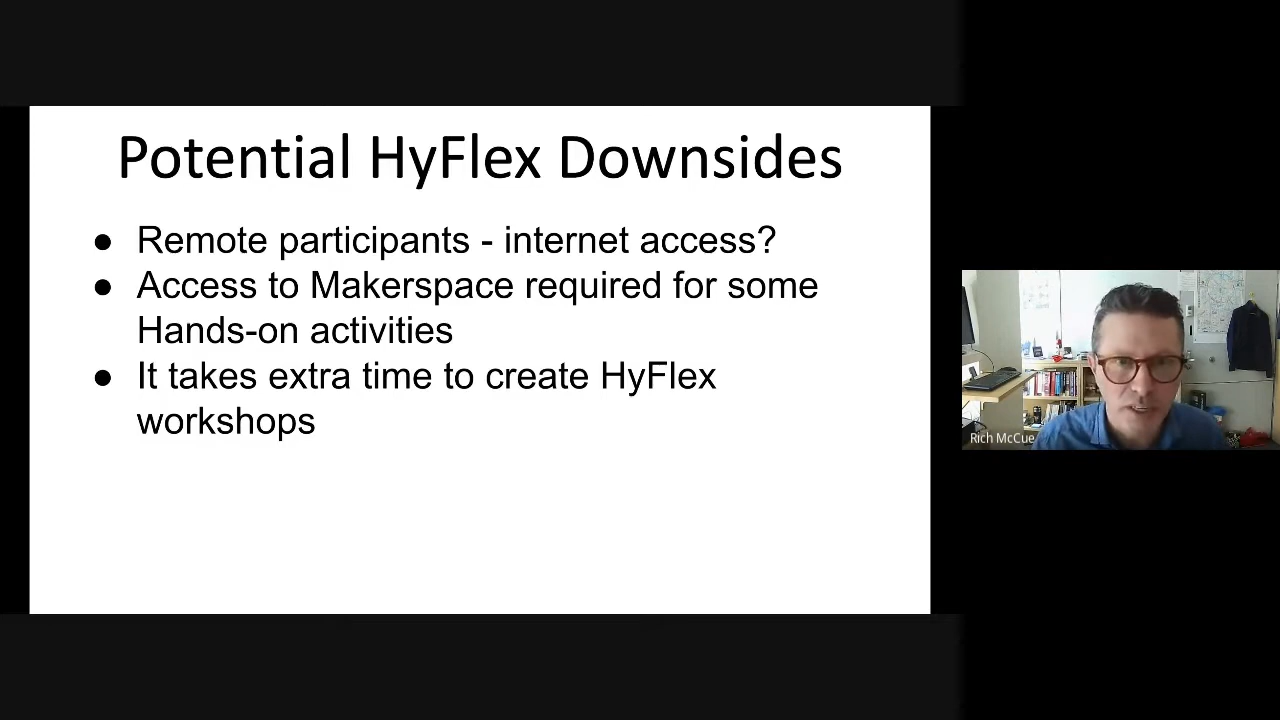 Potential HyFlex Downsides
● Remote participants - internet access?
● Access to Makerspace required for some
Hands-on activities
● It takes extra time to create HyFlex
workshops
Rich McCue